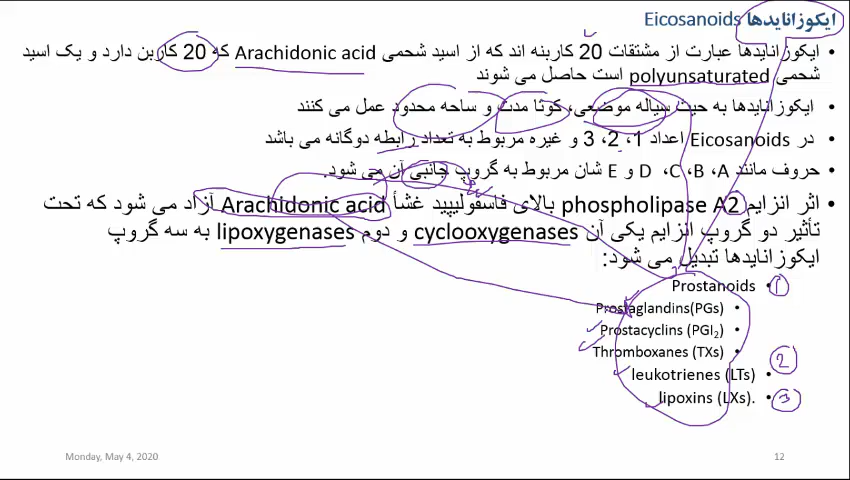 ایکوزانایدها Eicosanoids
• ایکوزانایدها عبارت از مشتقات 20 کاربنه اند که از اسید شحمی Arachidonic acid که 20 کاربن دارد و یک اسید
شحمی polyunsaturated است حاصل می شوند
• ایکوزانایدها به حیث سیاله موضعی، کوتا مدت و ساحه محدود عمل می کنند
• در Eicosanoids اعداد 1، 2، 3 و غیره مربوط به تعداد رابطه دوگانه می باشد
• حروف مانند A، B، C، D و E شان مربوط به گروپ جانبی آن می شود.
• اثر انزایم phospholipase A2 بالای فاسفولیپید غشأ Arachidonic acid آزاد می شود که تحت
تأثیر دو گروپ انزایم یکی آن cyclooxygenases و دوم lipoxygenases به سه گروپ
ایکوزانایدها تبدیل می شود:
• Prostanoids 1
• Prostaglandins(PGs)
• Prostacyclins (PGI₂)
• Thromboxanes (TXs)
• leukotrienes (LTs) 2
• lipoxins (LXs). 3
Monday, May 4, 2020
12